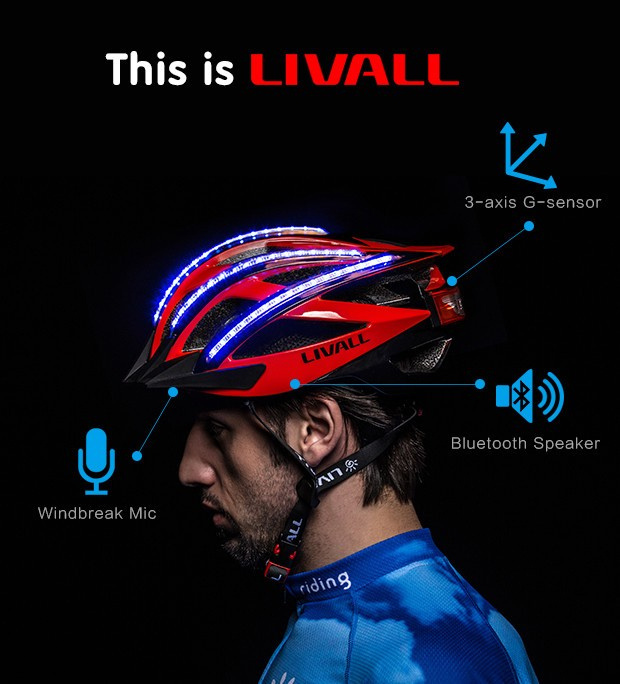 This is LIVALL
3-axis G-sensor
LIVALL
Bluetooth Speaker
Windbreak Mic
riding